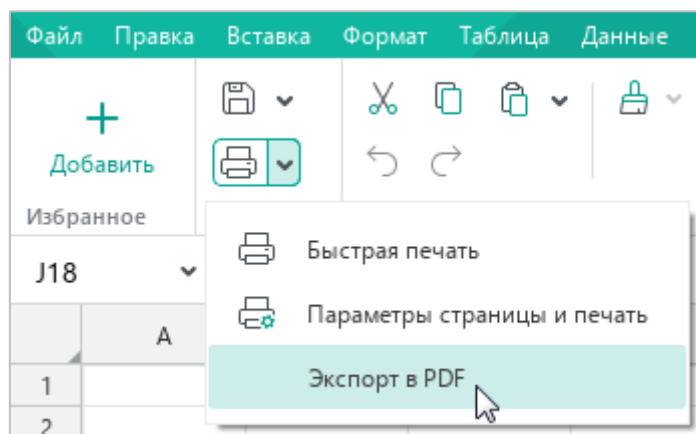 Файл Правка Вставка Формат Таблица Данные
Добавить
Избранное
Быстрая печать
J18
Параметры страницы и печать
A
Экспорт в PDF
1
2